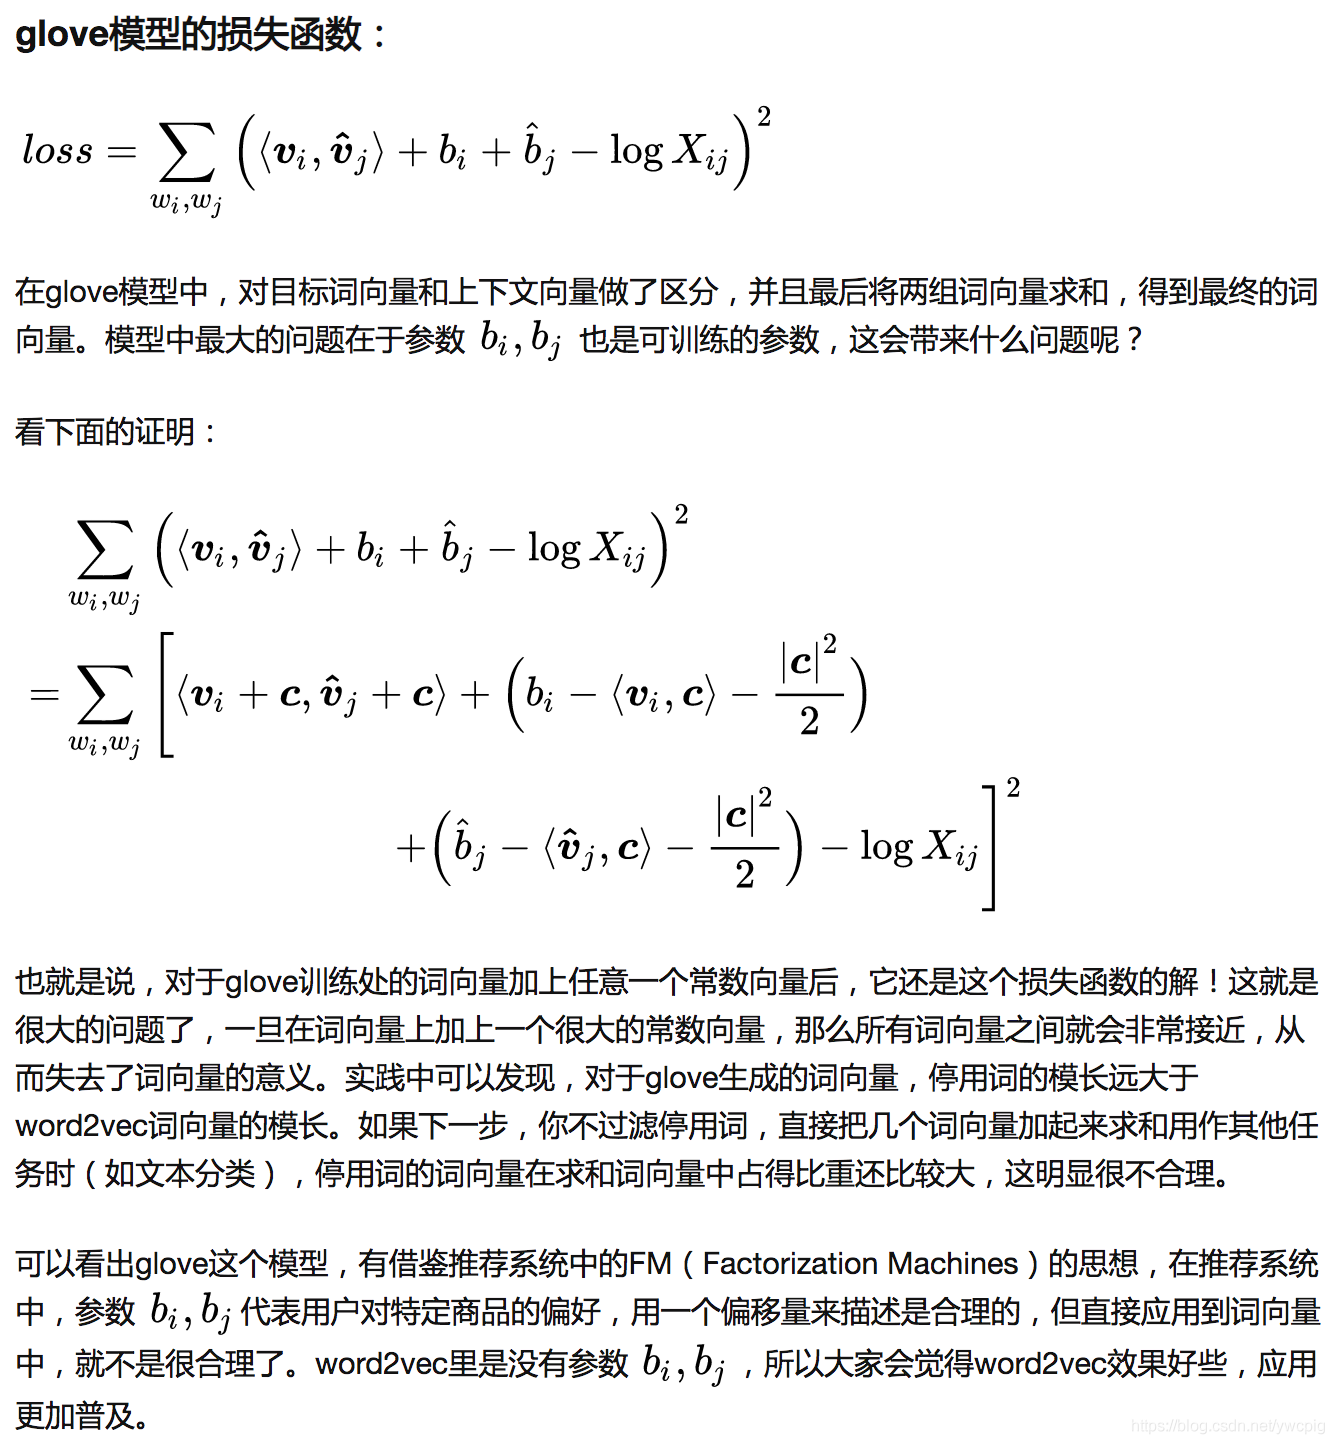 glove模型的损失函数：
$loss = \sum_{w_i,w_j} \left( \langle \boldsymbol{v}_i, \hat{\boldsymbol{v}}_j \rangle + b_i + \hat{b}_j - \log X_{ij} \right)^2$
在glove模型中，对目标词向量和上下文向量做了区分，并且最后将两组词向量求和，得到最终的词
向量。模型中最大的问题在于参数 $b_i, b_j$ 也是可训练的参数，这会带来什么问题呢？
看下面的证明：
$\sum_{w_i,w_j} \left( \langle \boldsymbol{v}_i, \hat{\boldsymbol{v}}_j \rangle + b_i + \hat{b}_j - \log X_{ij} \right)^2$
$= \sum_{w_i,w_j} \left[ \langle \boldsymbol{v}_i + \boldsymbol{c}, \hat{\boldsymbol{v}}_j + \boldsymbol{c} \rangle + \left( b_i - \langle \boldsymbol{v}_i, \boldsymbol{c} \rangle - \frac{|\boldsymbol{c}|^2}{2} \right) \right.$
$\left. + \left( \hat{b}_j - \langle \hat{\boldsymbol{v}}_j, \boldsymbol{c} \rangle - \frac{|\boldsymbol{c}|^2}{2} \right) - \log X_{ij} \right]^2$
也就是说，对于glove训练处的词向量加上任意一个常数向量后，它还是这个损失函数的解！这就是
很大的问题了，一旦在词向量上加上一个很大的常数向量，那么所有词向量之间就会非常接近，从
而失去了词向量的意义。实践中可以发现，对于glove生成的词向量，停用词的模长远大于
word2vec词向量的模长。如果下一步，你不过滤停用词，直接把几个词向量加起来求和用作其他任
务时（如文本分类），停用词的词向量在求和词向量中占得比重还比较大，这明显很不合理。
可以看出glove这个模型，有借鉴推荐系统中的FM（Factorization Machines）的思想，在推荐系统
中，参数 $b_i, b_j$ 代表用户对特定商品的偏好，用一个偏移量来描述是合理的，但直接应用到词向量
中，就不是很合理了。word2vec里是没有参数 $b_i, b_j$ ，所以大家会觉得word2vec效果好些，应用
更加普及。
https://blog.csdn.net/ywcpig